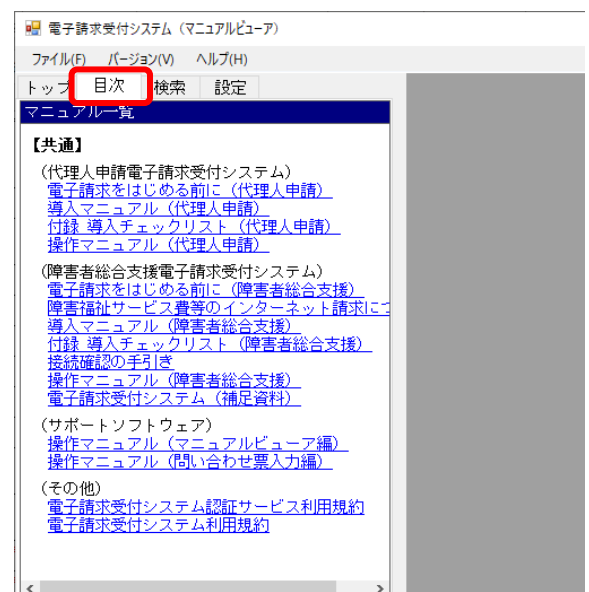 電子請求受付システム（マニュアルビューア）
ファイル(F) バージョン(V) ヘルプ(H)
トップ 目次 検索 設定
マニュアル一覧
【共通】
（代理人申請電子請求受付システム）
電子請求をはじめる前に（代理人申請）
導入マニュアル（代理人申請）
付録 導入チェックリスト（代理人申請）
操作マニュアル（代理人申請）
（障害者総合支援電子請求受付システム）
電子請求をはじめる前に（障害者総合支援）
障害福祉サービス費等のインターネット請求に
導入マニュアル（障害者総合支援）
付録 導入チェックリスト（障害者総合支援）
接続確認の手引き
操作マニュアル（障害者総合支援）
電子請求受付システム（補足資料）
（サポートソフトウェア）
操作マニュアル（マニュアルビューア編）
操作マニュアル（問い合わせ票入力編）
（その他）
電子請求受付システム認証サービス利用規約
電子請求受付システム利用規約